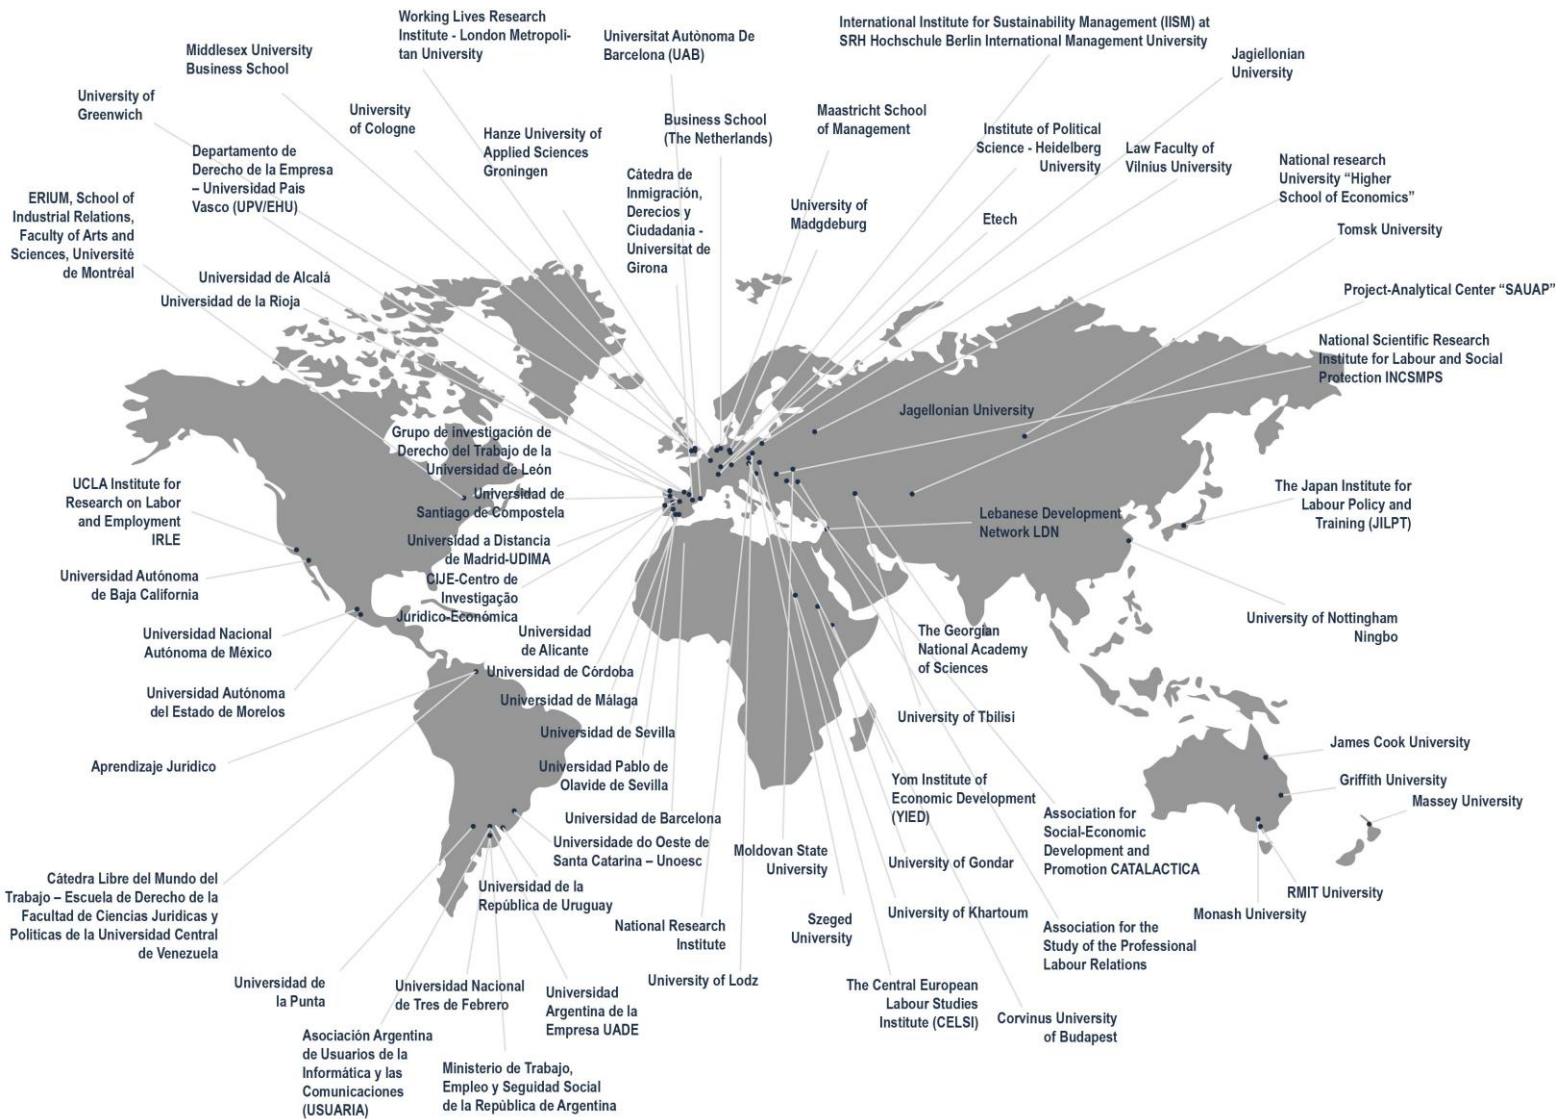 Working Lives Research
Institute - London Metropoli-
tan University
Middlesex University
Business School
Universitat Autònoma De
Barcelona (UAB)
International Institute for Sustainability Management (IISM) at
SRH Hochschule Berlin International Management University
Jagiellonian
University
University of
Greenwich
University
of Cologne
Hanze University of
Applied Sciences
Groningen
Business School
(The Netherlands)
Maastricht School
of Management
Institute of Political
Science - Heidelberg
University
Law Faculty of
Vilnius University
National research
University “Higher
School of Economics”
Departamento de
Derecho de la Empresa
– Universidad Pais
Vasco (UPV/EHU)
Cátedra de
Inmigración,
Derecios y
Ciudadania -
Universitat de
Girona
University of
Madgdeburg
Etech
Tomsk University
ERIUM, School of
Industrial Relations,
Faculty of Arts and
Sciences, Université
de Montréal
Universidad de Alcalá
Universidad de la Rioja
Project-Analytical Center “SAUAP”
National Scientific Research
Institute for Labour and Social
Protection INCSMPS
Jagellonian University
Grupo de investigación de
Derecho del Trabajo de la
Universidad de León
UCLA Institute for
Research on Labor
and Employment
IRLE
Universidad de
Santiago de Compostela
The Japan Institute for
Labour Policy and
Training (JILPT)
Lebanese Development
Network LDN
Universidad a Distancia
de Madrid-UDIMA
CIJE-Centro de
Investigação
Jurídico-Económica
Universidad Autónoma
de Baja California
Universidad Nacional
Autónoma de México
Universidad
de Alicante
The Georgian
National Academy
of Sciences
University of Nottingham
Ningbo
Universidad de Córdoba
Universidad Autónoma
del Estado de Morelos
Universidad de Málaga
University of Tbilisi
Universidad de Sevilla
James Cook University
Aprendizaje Juridico
Universidad Pablo de
Olavide de Sevilla
Yom Institute of
Economic Development
(YIED)
Griffith University
Massey University
Universidad de Barcelona
Association for
Social-Economic
Development and
Promotion CATALACTICA
Universidade do Oeste de
Santa Catarina – Unoesc
Moldovan State
University
University of Gondar
Cátedra Libre del Mundo del
Trabajo – Escuela de Derecho de la
Facultad de Ciencias Juridicas y
Politicas de la Universidad Central
de Venezuela
Universidad de la
República de Uruguay
RMIT University
Monash University
University of Khartoum
National Research
Institute
Szeged
University
Association for the
Study of the Professional
Labour Relations
University of Lodz
Universidad de
la Punta
Universidad Nacional
de Tres de Febrero
Universidad
Argentina de la
Empresa UADE
The Central European
Labour Studies
Institute (CELSI)
Corvinus University
of Budapest
Asociación Argentina
de Usuarios de la
Informática y las
Comunicaciones
(USUARIA)
Ministerio de Trabajo,
Empleo y Seguidad Social
de la Repùblica de Argentina